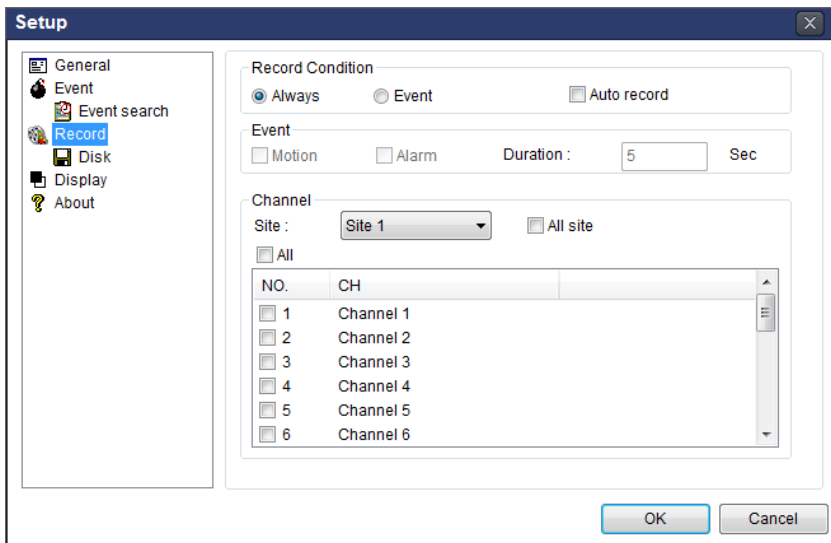 Setup
General
Event
Event search
Record
Disk
Display
About
Record Condition
Always Event Auto record
Event
Motion Alarm Duration : 5 Sec
Channel
Site : Site 1 All site
All
NO. CH
1 Channel 1
2 Channel 2
3 Channel 3
4 Channel 4
5 Channel 5
6 Channel 6
OK Cancel